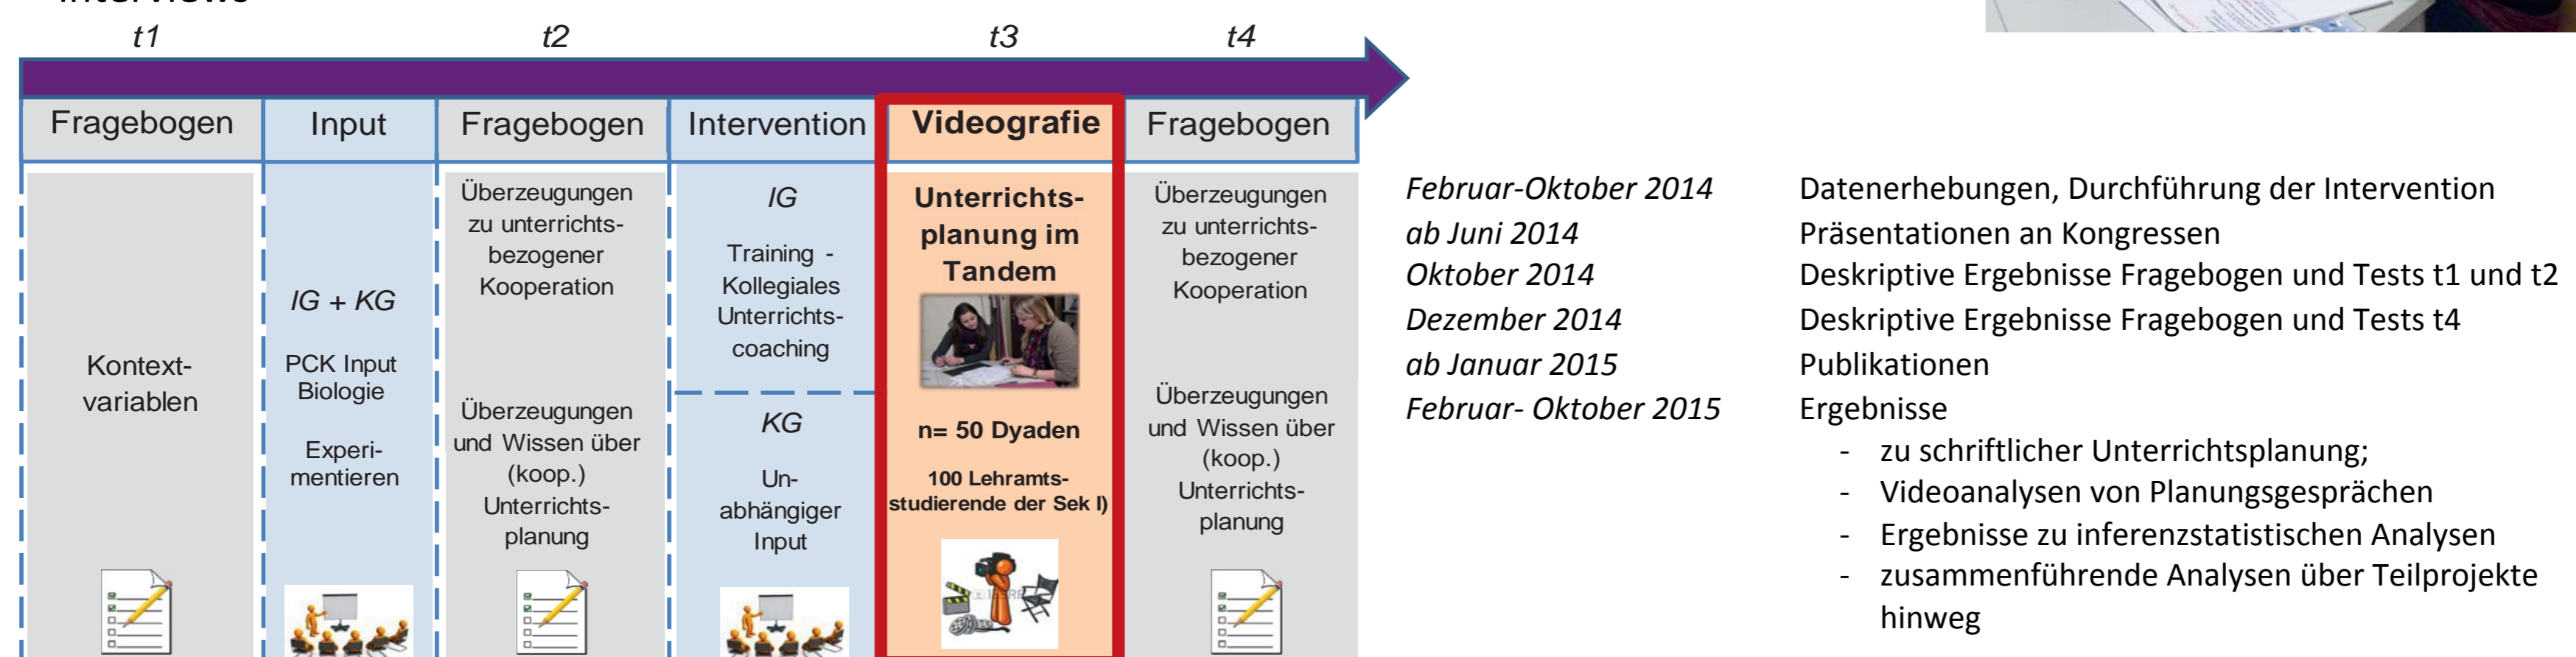 Interviews
t1
t2
t3
t4
Fragebogen
Input
Fragebogen
Intervention
Videografie
Fragebogen
Kontext-
variablen
IG + KG
PCK Input
Biologie
Experi-
mentieren
Überzeugungen
zu unterrichts-
bezogener
Kooperation
Überzeugungen
und Wissen über
(koop.)
Unterrichts-
planung
IG
Training -
Kollegiales
Unterrichts-
coaching
KG
Un-
abhängiger
Input
Unterrichts-
planung im
Tandem
n= 50 Dyaden
100 Lehramts-
studierende der Sek I)
Überzeugungen
zu unterrichts-
bezogener
Kooperation
Überzeugungen
und Wissen über
(koop.)
Unterrichts-
planung
Februar-Oktober 2014 Datenerhebungen, Durchführung der Intervention
ab Juni 2014 Präsentationen an Kongressen
Oktober 2014 Deskriptive Ergebnisse Fragebogen und Tests t1 und t2
Dezember 2014 Deskriptive Ergebnisse Fragebogen und Tests t4
ab Januar 2015 Publikationen
Februar- Oktober 2015 Ergebnisse
- zu schriftlicher Unterrichtsplanung;
- Videoanalysen von Planungsgesprächen
- Ergebnisse zu inferenzstatistischen Analysen
- zusammenführende Analysen über Teilprojekte
hinweg